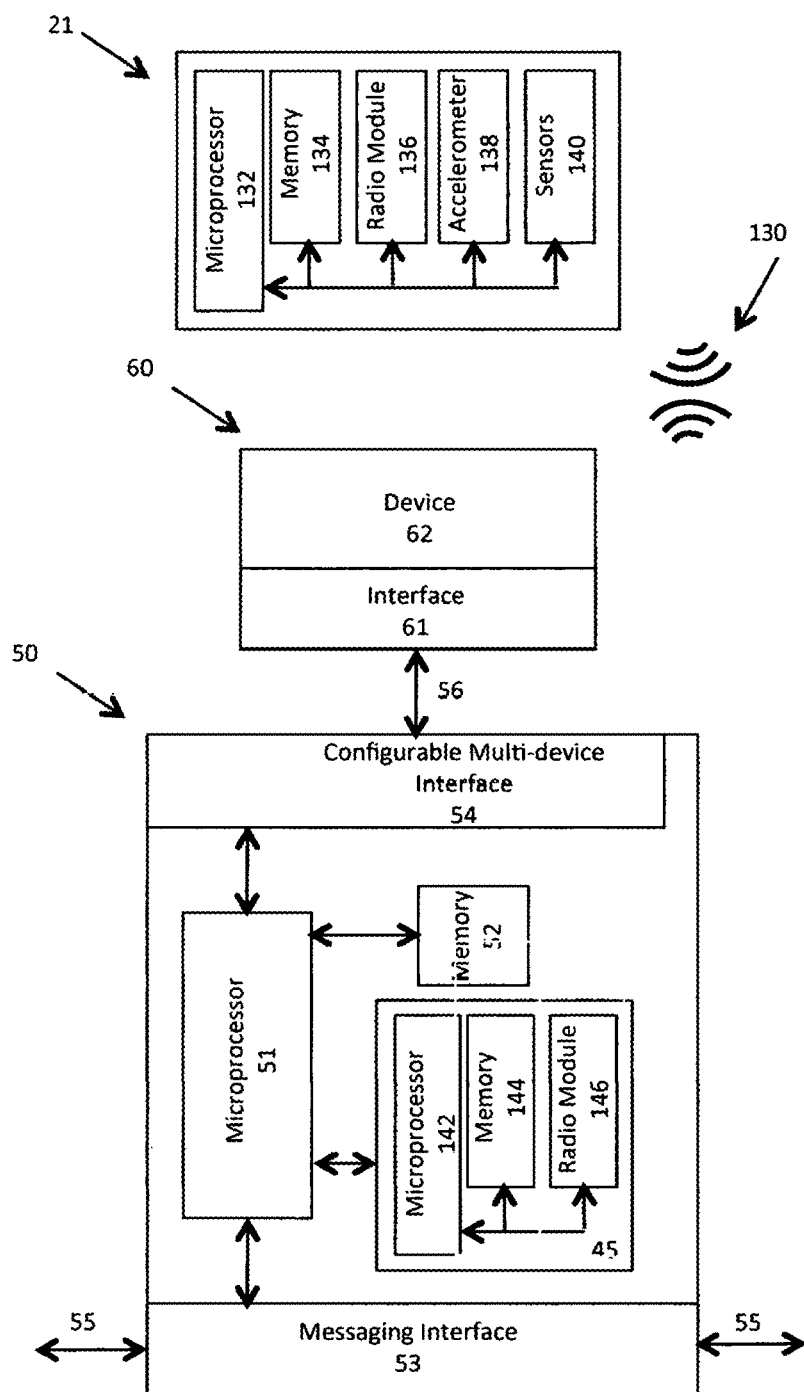 21
Microprocessor
132
Memory
134
Radio Module
136
Accelerometer
138
Sensors
140
130
60
Device
62
Interface
61
50
56
Configurable Multi-device
Interface
54
Microprocessor
51
Memory
52
Microprocessor
142
Memory
144
Radio Module
146
45
55
Messaging Interface
53
55